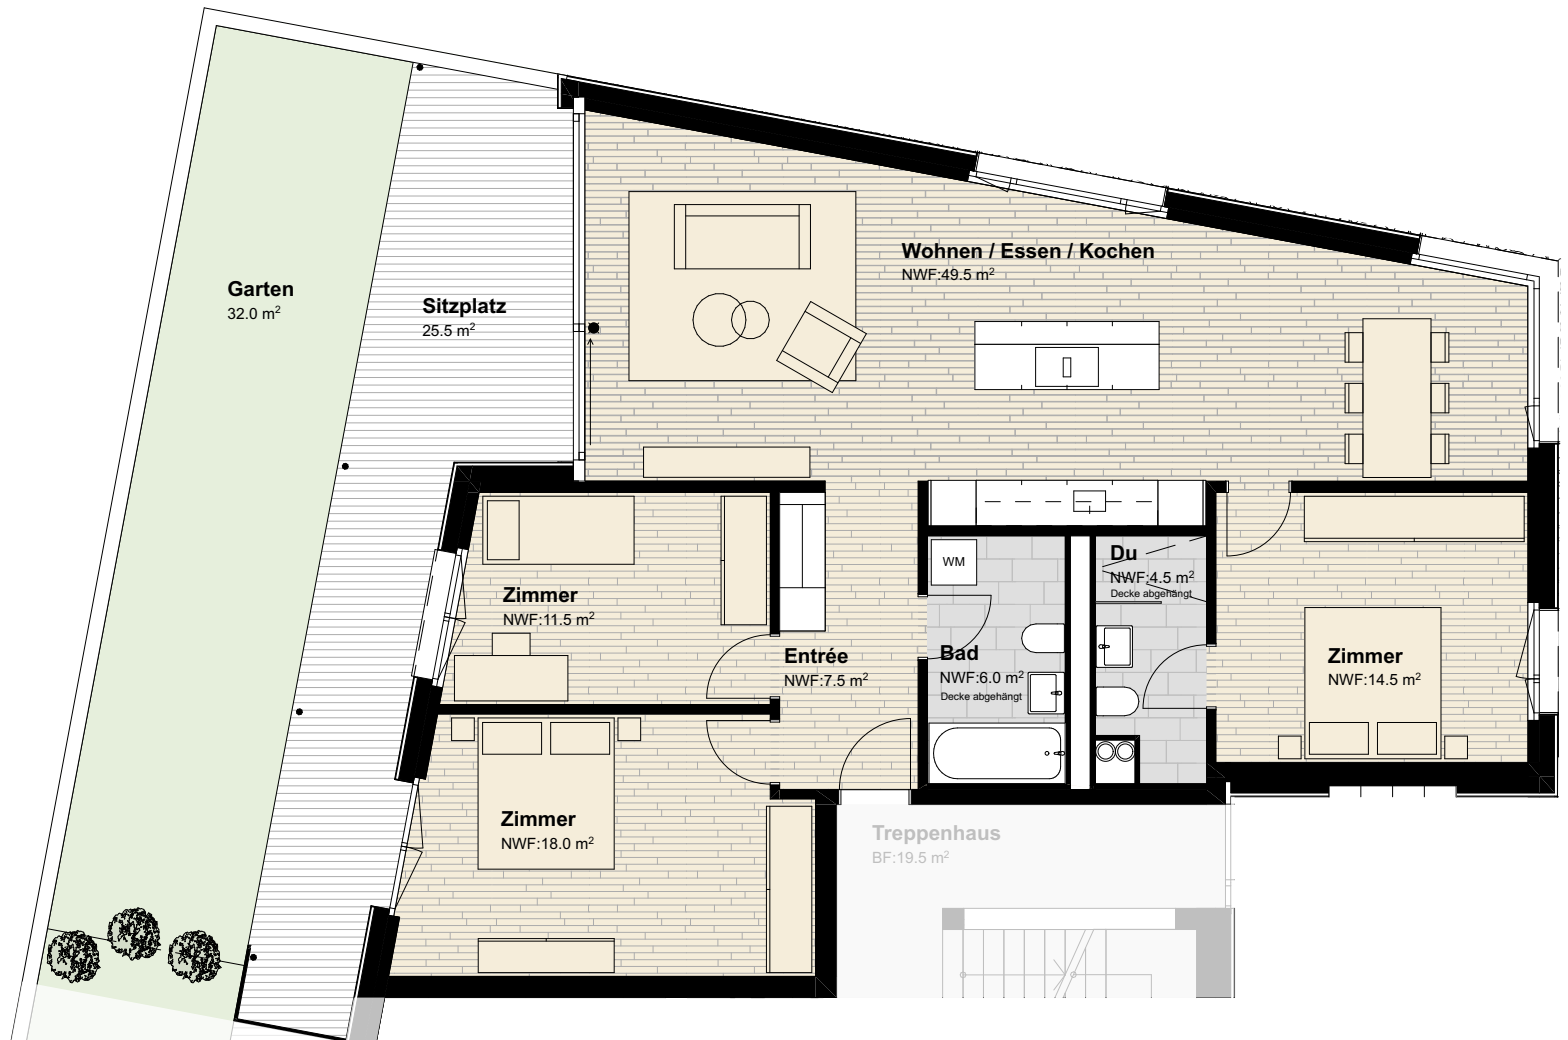 Wohnen / Essen / Kochen
NWF:49.5 m²
Garten
32.0 m²
Sitzplatz
25.5 m²
WM
Du
NWF:4.5 m²
Decke abgehängt
Zimmer
NWF:11.5 m²
Entrée
NWF:7.5 m²
Bad
NWF:6.0 m²
Decke abgehängt
Zimmer
NWF:14.5 m²
Zimmer
NWF:18.0 m²
Treppenhaus
BF:19.5 m²